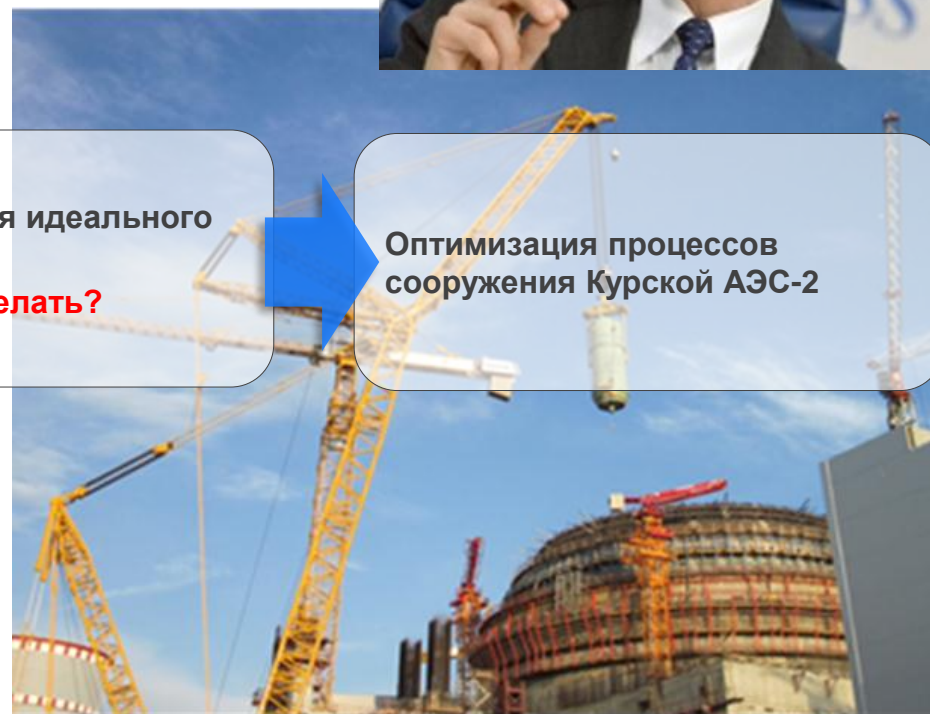 я идеального
елать?
Оптимизация процессов
сооружения Курской АЭС-2